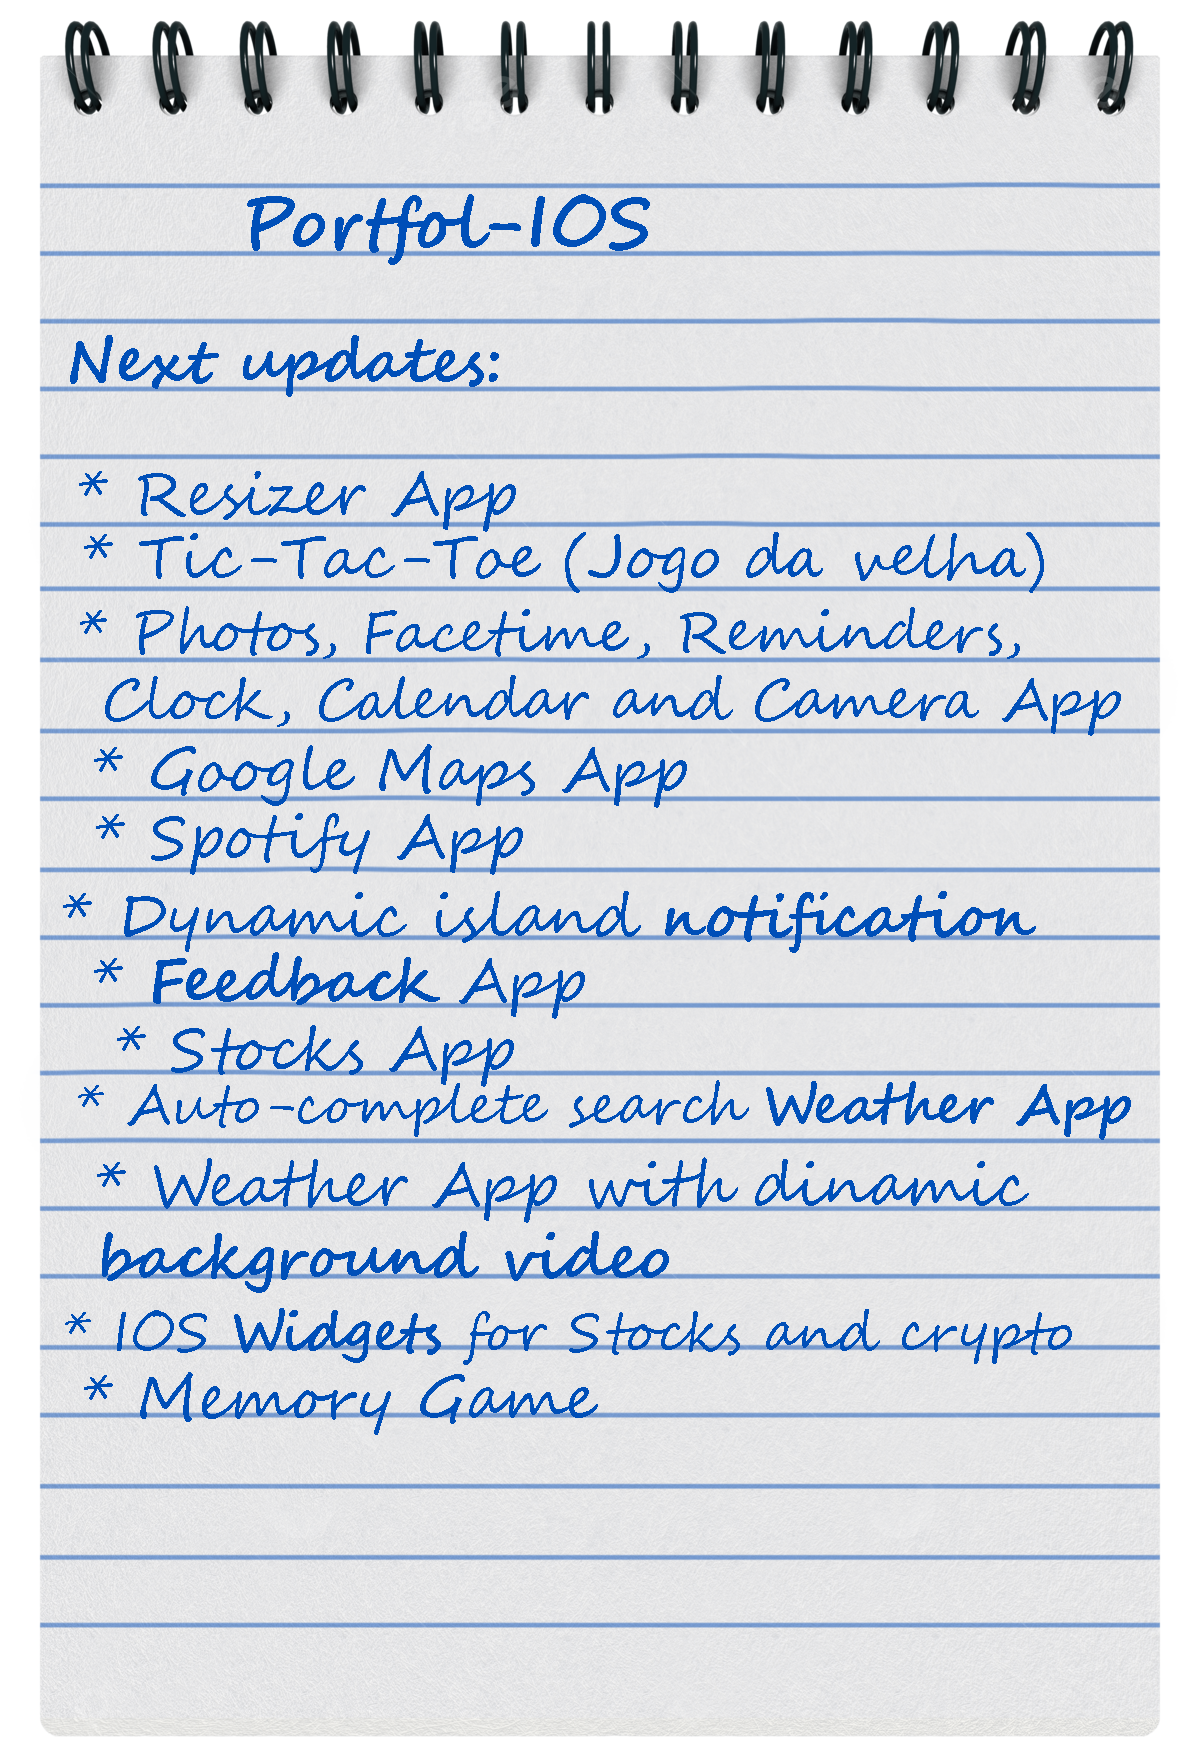 Portfol-IOS
Next updates:
* Resizer App
* Tic-Tac-Toe (Jogo da velha)
* Photos, Facetime, Reminders,
Clock, Calendar and Camera App
* Google Maps App
* Spotify App
* Dynamic island notification
* Feedback App
* Stocks App
* Auto-complete search Weather App
* Weather App with dinamic
background video
* IOS Widgets for Stocks and crypto
* Memory Game